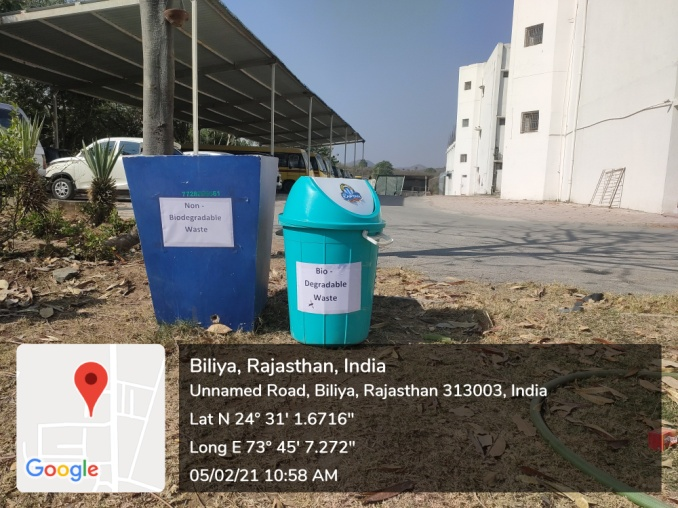 Non -
Biodegradable
Waste
Bio -
Degradable
Waste
Google
Biliya, Rajasthan, India
Unnamed Road, Biliya, Rajasthan 313003, India
Lat N 24° 31' 1.6716"
Long E 73° 45' 7.272"
05/02/21 10:58 AM